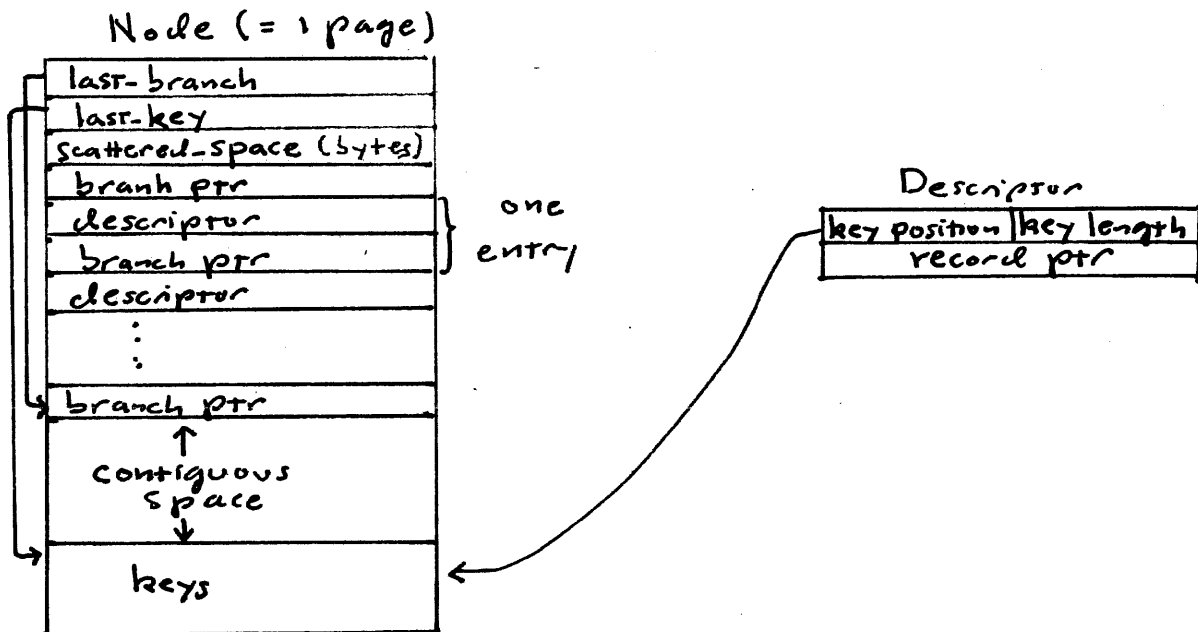 Node (= 1 page)
last-branch
last-key
scattered-space (bytes)
branh ptr
descriptor
branch ptr
descriptor
branch ptr
contiguous
space
keys
one
entry
Descriptor
key position key length
record ptr